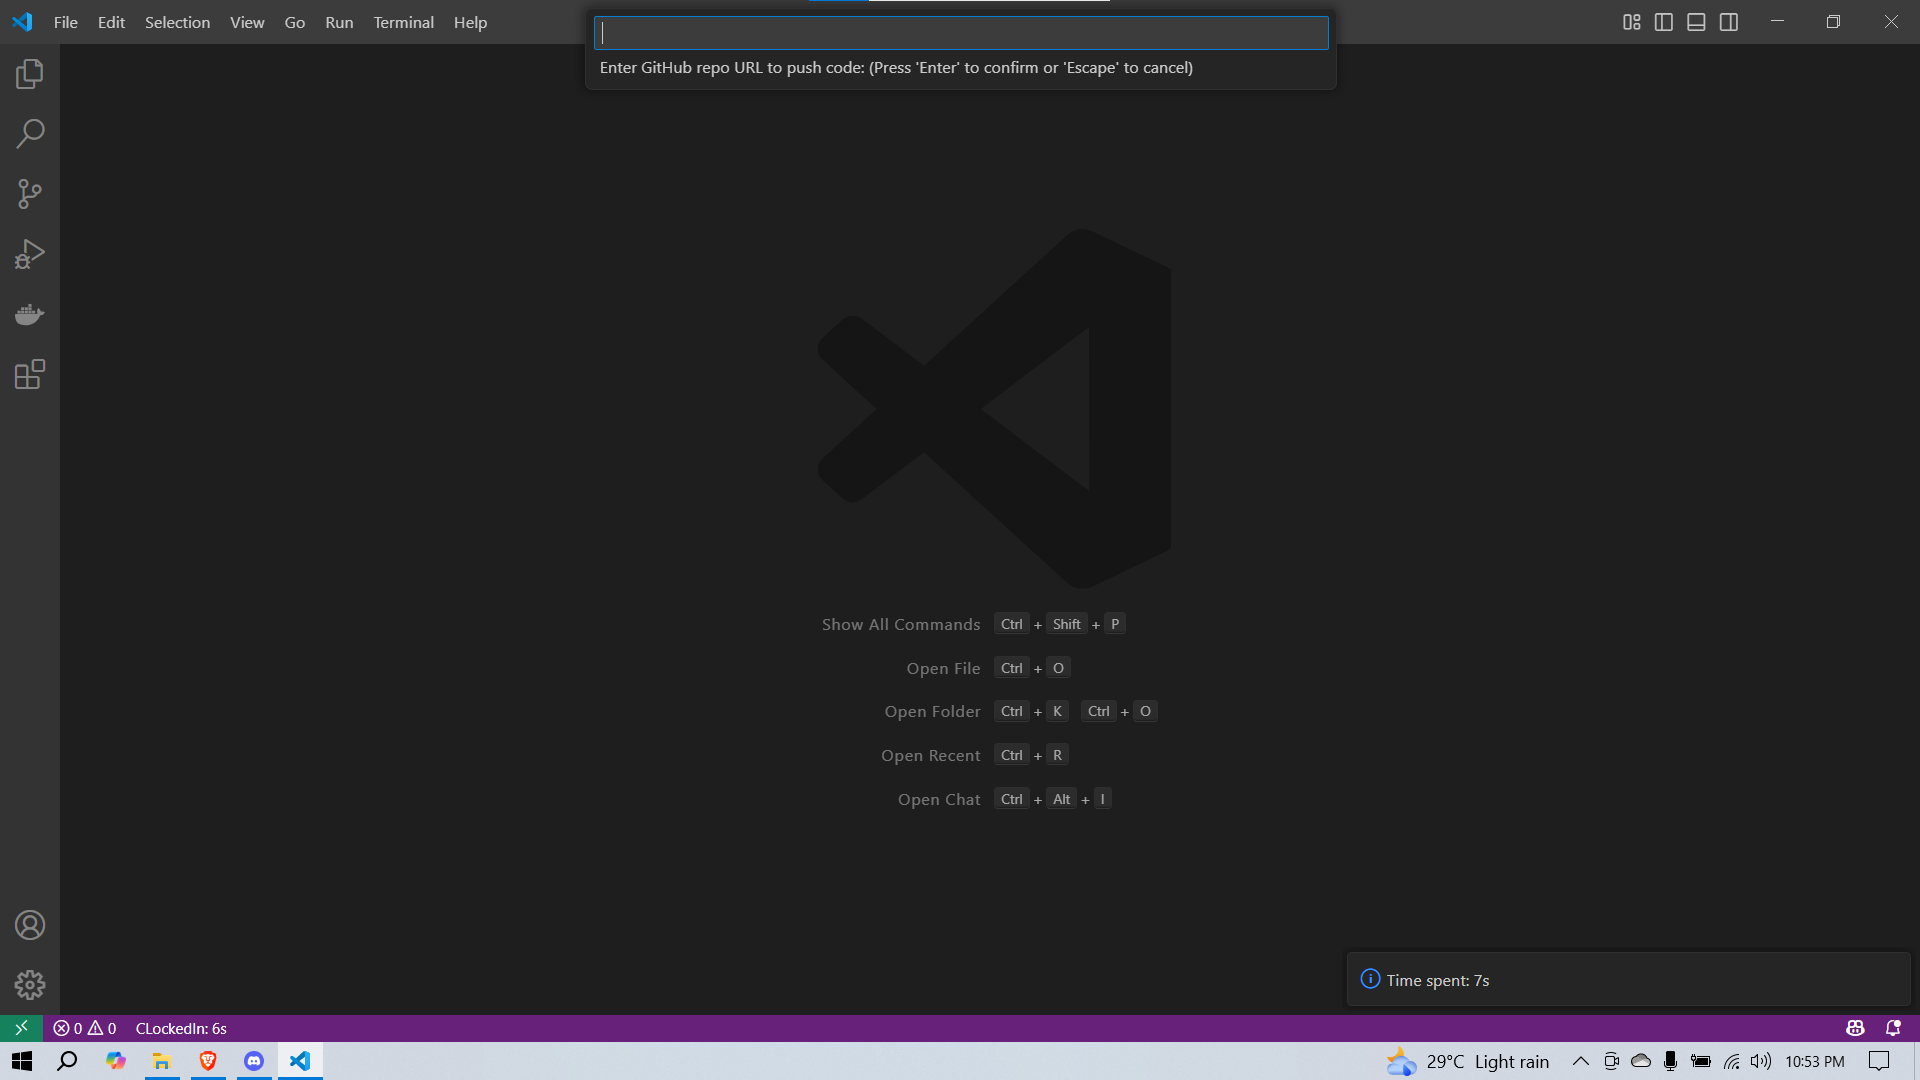 File Edit Selection View Go Run Terminal Help
Enter GitHub repo URL to push code: (Press 'Enter' to confirm or 'Escape' to cancel)
Show All Commands Ctrl + Shift + P
Open File Ctrl + O
Open Folder Ctrl + K Ctrl + O
Open Recent Ctrl + R
Open Chat Ctrl + Alt + I
Time spent: 7s
0 0 CLockedIn: 6s
29°C Light rain 10:53 PM